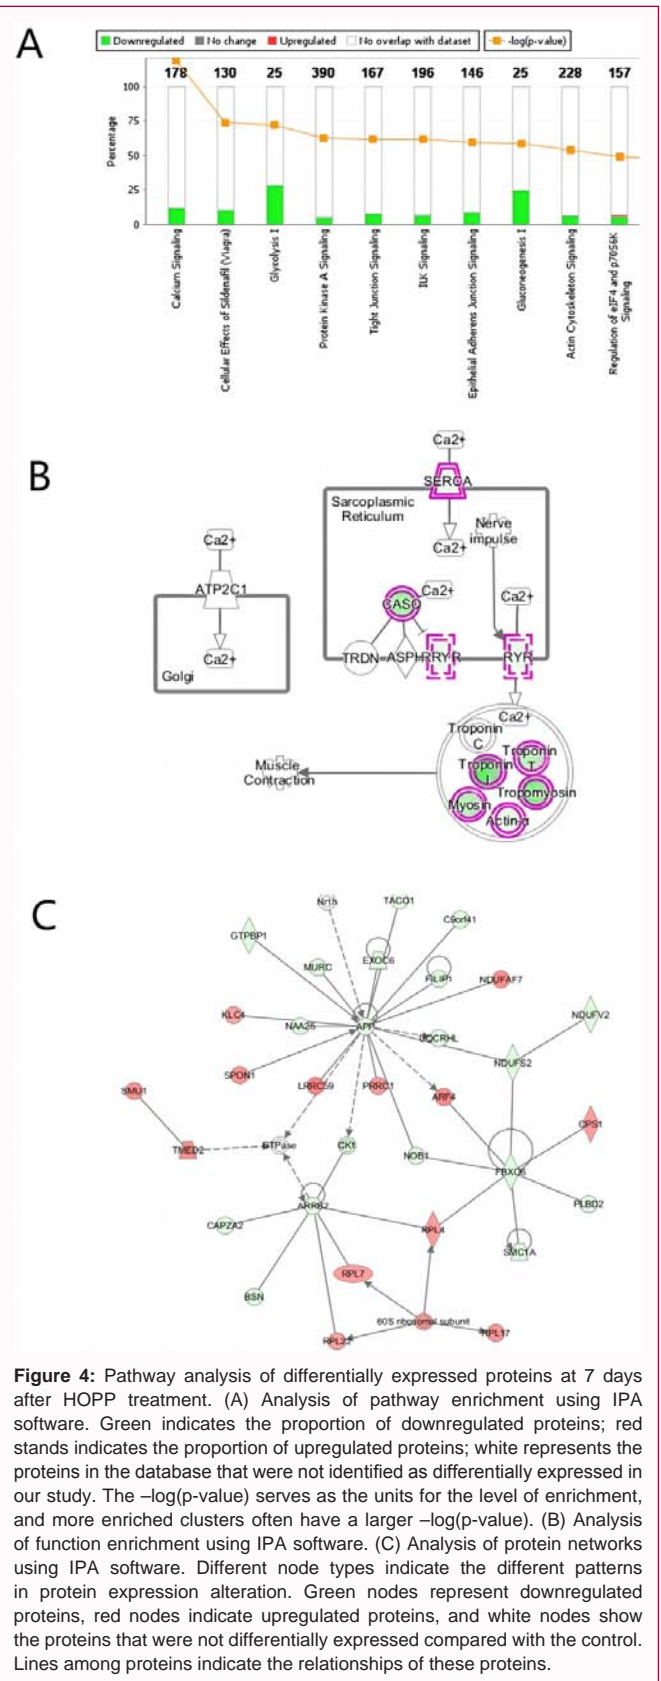 A
Downregulated No change Upregulated No overlap with dataset -log(p-value)
178 130 25 390 167 196 146 25 228 157
100
75
50
25
0
Percentage
Calcium Signaling
Cellular Effects of Sildenafil (Viagra)
Glycolysis I
Protein Kinase A Signaling
Tight Junction Signaling
ILK Signaling
Epithelial Adherens Junction Signaling
Gluconeogenesis I
Actin Cytoskeleton Signaling
Regulation of eIF4 and p70S6K
Signaling
B
Ca2+
SERCA
Sarcoplasmic
Reticulum
Nerve
impulse
Ca2+
Ca2+
ATP2C1
Ca2+
Golgi
CASQ
Ca2+
Ca2+
TRDN
ASPH
RYR
Ca2+
Troponin
C
Troponin
T
Troponin
I
Tropomyosin
Myosin
Actin-α
Muscle
Contraction
C
Nr1h
TACO1
C9orf41
GTPBP1
EXOC6
MURC
FILIP1
NDUFAF7
KLC4
NAA25
APP
UQCRHL
NDUFV2
NDUFS2
SPON1
LRRC59
PRRC1
ARF4
SMU1
CPS1
TMED2
GTPase
CK1
NOB1
FBXO6
PLBD2
ARRB2
CAPZA2
RPL4
SMC1A
RPL7
BSN
60S ribosomal subunit
RPL17
Figure 4: Pathway analysis of differentially expressed proteins at 7 days
after HOPP treatment. (A) Analysis of pathway enrichment using IPA
software. Green indicates the proportion of downregulated proteins; red
stands indicates the proportion of upregulated proteins; white represents the
proteins in the database that were not identified as differentially expressed in
our study. The –log(p-value) serves as the units for the level of enrichment,
and more enriched clusters often have a larger –log(p-value). (B) Analysis
of function enrichment using IPA software. (C) Analysis of protein networks
using IPA software. Different node types indicate the different patterns
in protein expression alteration. Green nodes represent downregulated
proteins, red nodes indicate upregulated proteins, and white nodes show
the proteins that were not differentially expressed compared with the control.
Lines among proteins indicate the relationships of these proteins.